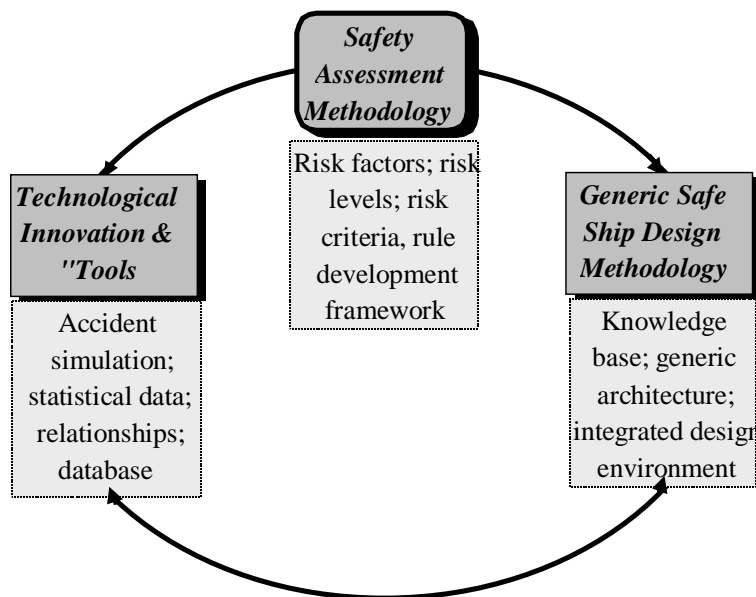 Safety
Assessment
Methodology
Risk factors; risk
levels; risk
criteria, rule
development
framework
Technological
Innovation &
"Tools
Accident
simulation;
statistical data;
relationships;
database
Generic Safe
Ship Design
Methodology
Knowledge
base; generic
architecture;
integrated design
environment